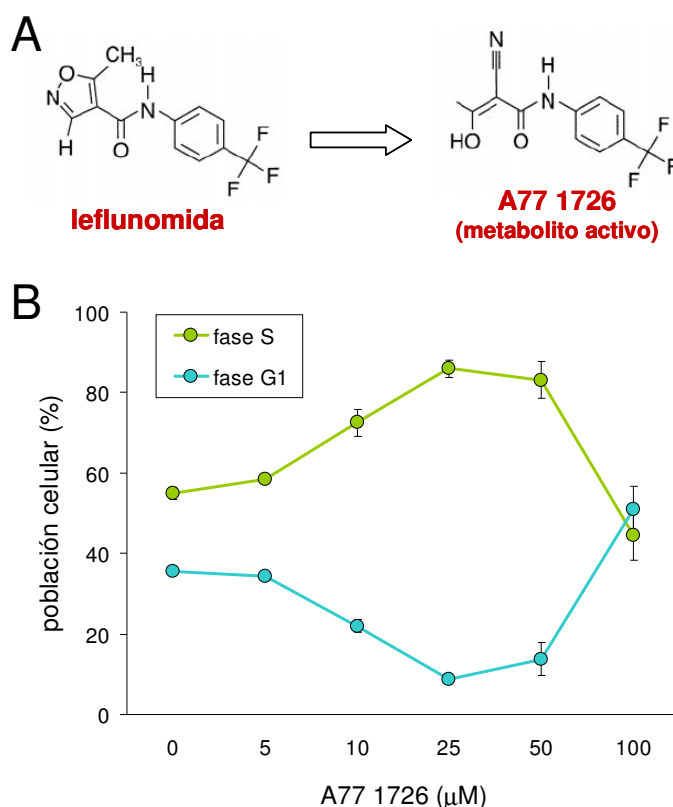 A
CH3
O
N
H
H
N
O
F
F
F
leflunomida
N
H
N
HO
O
F
F
F
A77 1726
(metabolito activo)
B
100
80
60
40
20
0
población celular (%)
fase S
fase G1
0 5 10 25 50 100
A77 1726 (μM)